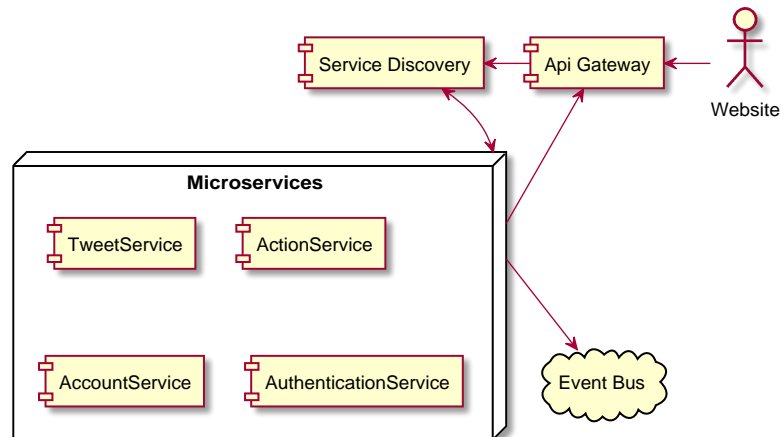 Service Discovery
Api Gateway
Website
Microservices
TweetService
ActionService
AccountService
AuthenticationService
Event Bus